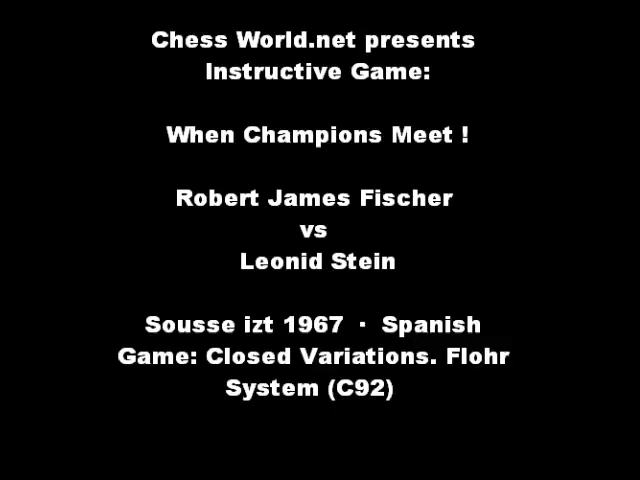 Chess World.net presents
Instructive Game:
When Champions Meet !
Robert James Fischer
vs
Leonid Stein
Sousse izt 1967 · Spanish
Game: Closed Variations. Flohr
System (C92)